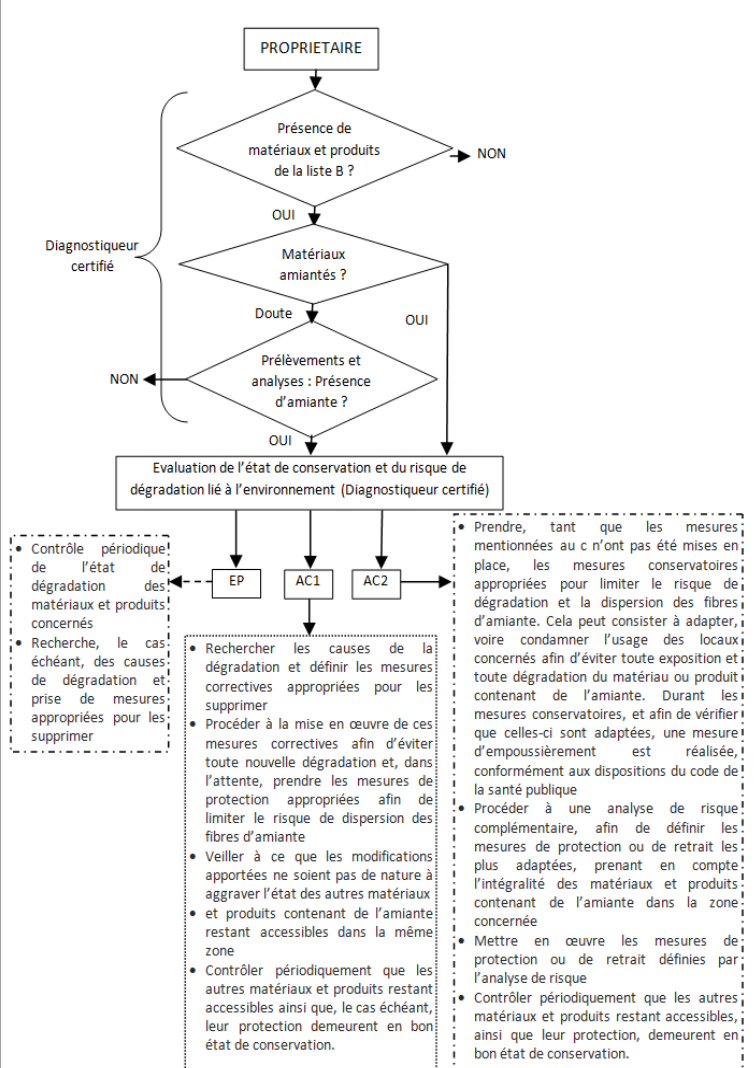 PROPRIETAIRE
Présence de
matériaux et produits
de la liste B ?
NON
OUI
Diagnostiqueur
certifié
Matériaux
amiantés ?
Doute
OUI
Prélèvements et
analyses : Présence
d’amiante ?
NON
OUI
Evaluation de l’état de conservation et du risque de
dégradation lié à l’environnement (Diagnostiqueur certifié)
EP
AC1
AC2
• Contrôle périodique
de l’état de
dégradation des
matériaux et produits
concernés
• Recherche, le cas
échéant, des causes
de dégradation et
prise de mesures
appropriées pour les
supprimer
• Rechercher les causes de la
dégradation et définir les mesures
correctives appropriées pour les
supprimer
• Procéder à la mise en œuvre de ces
mesures correctives afin d’éviter
toute nouvelle dégradation et, dans
l’attente, prendre les mesures de
protection appropriées afin de
limiter le risque de dispersion des
fibres d’amiante
• Veiller à ce que les modifications
apportées ne soient pas de nature à
aggraver l’état des autres matériaux
• et produits contenant de l’amiante
restant accessibles dans la même
zone
• Contrôler périodiquement que les
autres matériaux et produits restant
accessibles ainsi que, le cas échéant,
leur protection demeurent en bon
état de conservation.
• Prendre, tant que les mesures
mentionnées au c n’ont pas été mises en
place, les mesures conservatoires
appropriées pour limiter le risque de
dégradation et la dispersion des fibres
d’amiante. Cela peut consister à adapter,
voire condamner l’usage des locaux
concernés afin d’éviter toute exposition et
toute dégradation du matériau ou produit
contenant de l’amiante. Durant les
mesures conservatoires, et afin de vérifier
que celles-ci sont adaptées, une mesure
d’empoussièrement est réalisée,
conformément aux dispositions du code de
la santé publique
• Procéder à une analyse de risque
complémentaire, afin de définir les
mesures de protection ou de retrait les
plus adaptées, prenant en compte
l’intégralité des matériaux et produits
contenant de l’amiante dans la zone
concernée
• Mettre en œuvre les mesures de
protection ou de retrait définies par
l’analyse de risque
• Contrôler périodiquement que les autres
matériaux et produits restant accessibles,
ainsi que leur protection, demeurent en
bon état de conservation.